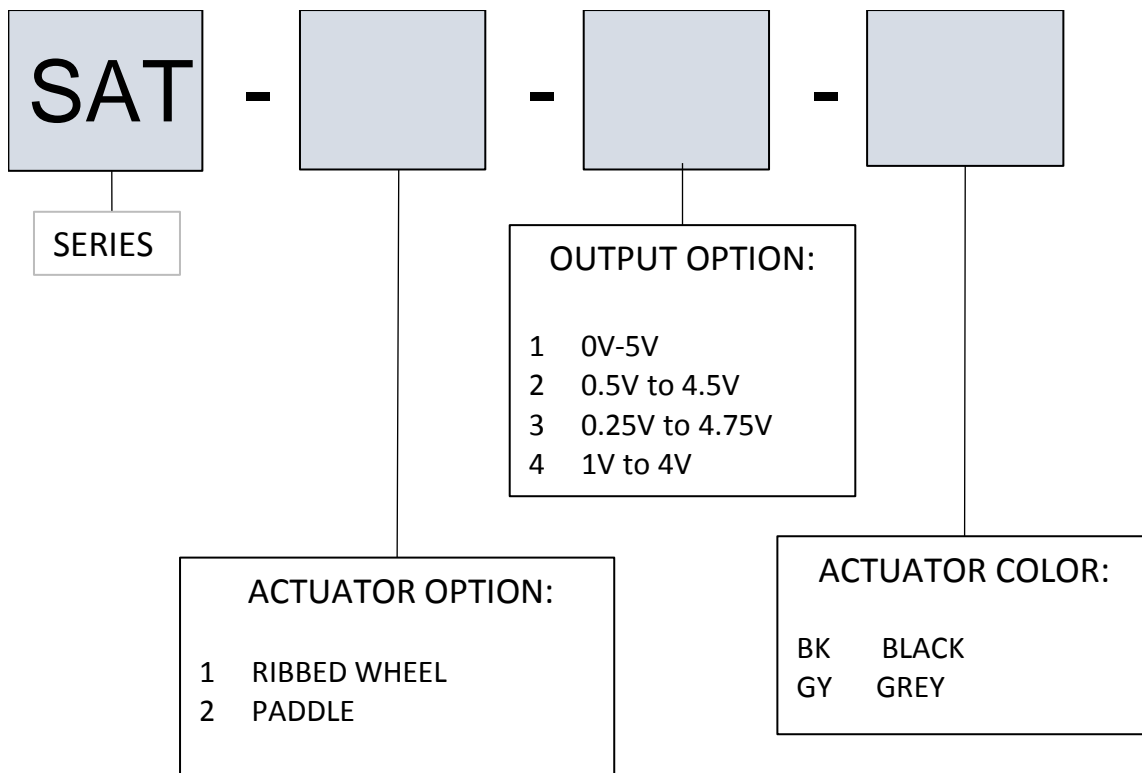 SAT - - -
SERIES
OUTPUT OPTION:
1 0V-5V
2 0.5V to 4.5V
3 0.25V to 4.75V
4 1V to 4V
ACTUATOR OPTION:
1 RIBBED WHEEL
2 PADDLE
ACTUATOR COLOR:
BK BLACK
GY GREY